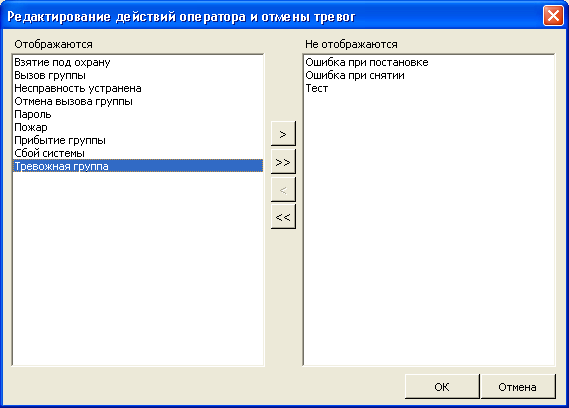 Редактирование действий оператора и отмены тревог
Отображаются
Не отображаются
Взятие под охрану
Вызов группы
Несправность устранена
Отмена вызова группы
Пароль
Пожар
Прибытие группы
Сбой системы
Тревожная группа
>
>>
<
<<
Ошибка при постановке
Ошибка при снятии
Тест
OK
Отмена